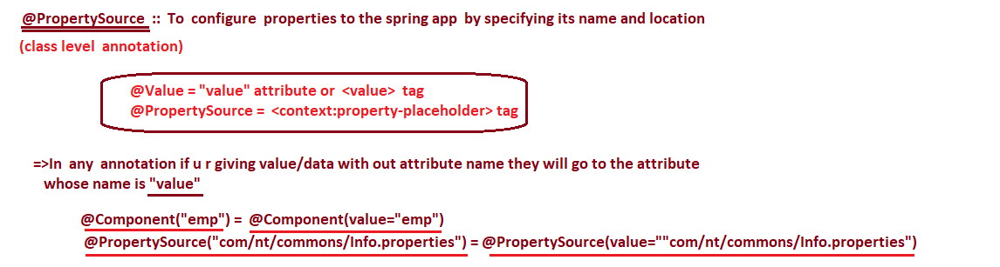 @PropertySource :: To configure properties to the spring app by specifying its name and location
(class level annotation)
@Value = "value" attribute or <value> tag
@PropertySource = <context:property-placeholder> tag
=>In any annotation if u r giving value/data with out attribute name they will go to the attribute
whose name is "value"
@Component("emp") = @Component(value="emp")
@PropertySource("com/nt/commons/Info.properties") = @PropertySource(value=""com/nt/commons/Info.properties")